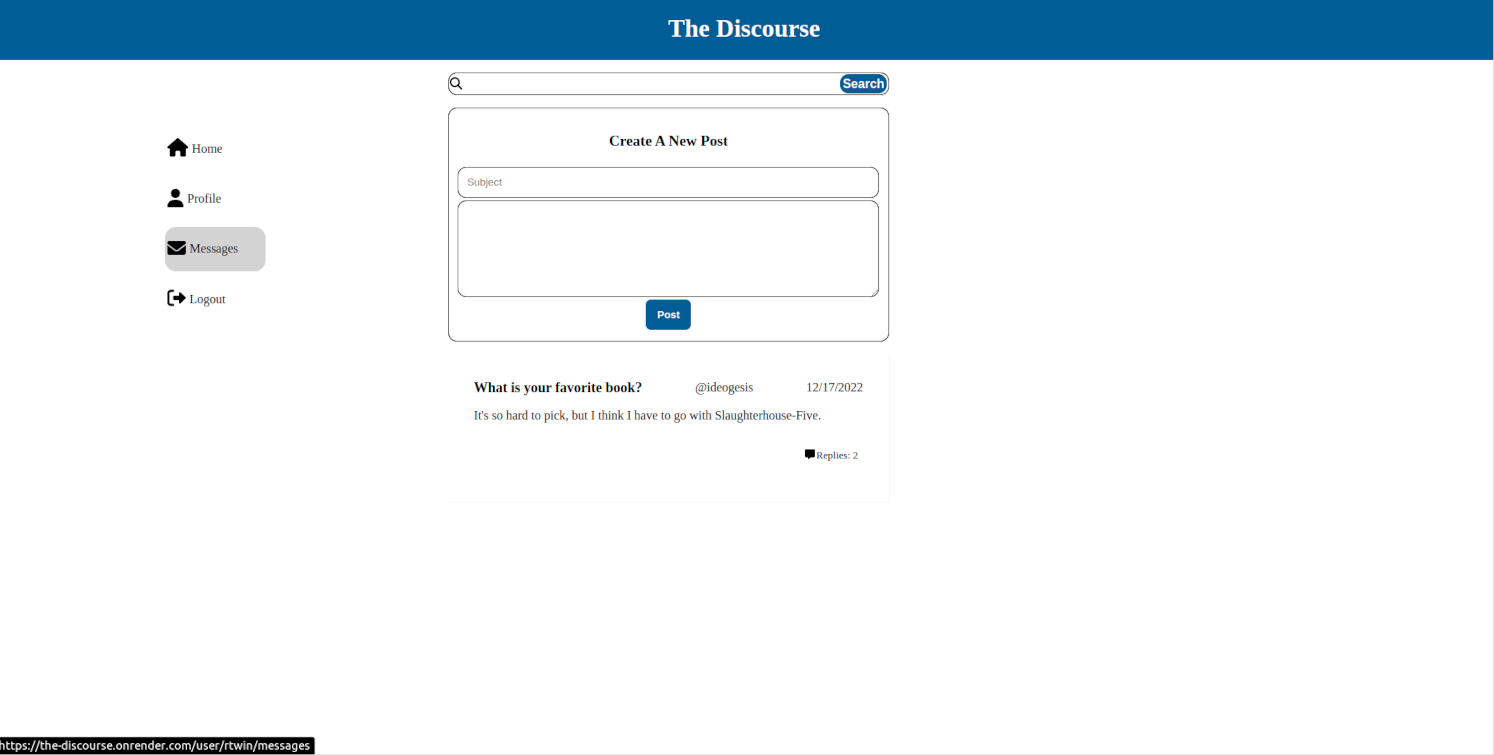 The Discourse
Search
Home
Profile
Messages
Logout
Create A New Post
Subject
Post
What is your favorite book? @ideogesis 12/17/2022
It's so hard to pick, but I think I have to go with Slaughterhouse-Five.
Replies: 2
https://the-discourse.onrender.com/user/rtwin/messages